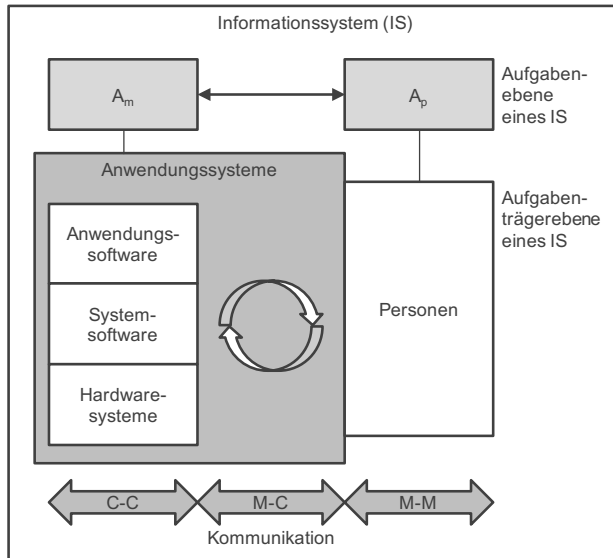 Informationssystem (IS)
Aₘ
Aₚ
Aufgaben-
ebene
eines IS
Anwendungssysteme
Aufgaben-
trägerebene
eines IS
Anwendungs-
software
System-
software
Hardware-
systeme
Personen
C-C
M-C
M-M
Kommunikation